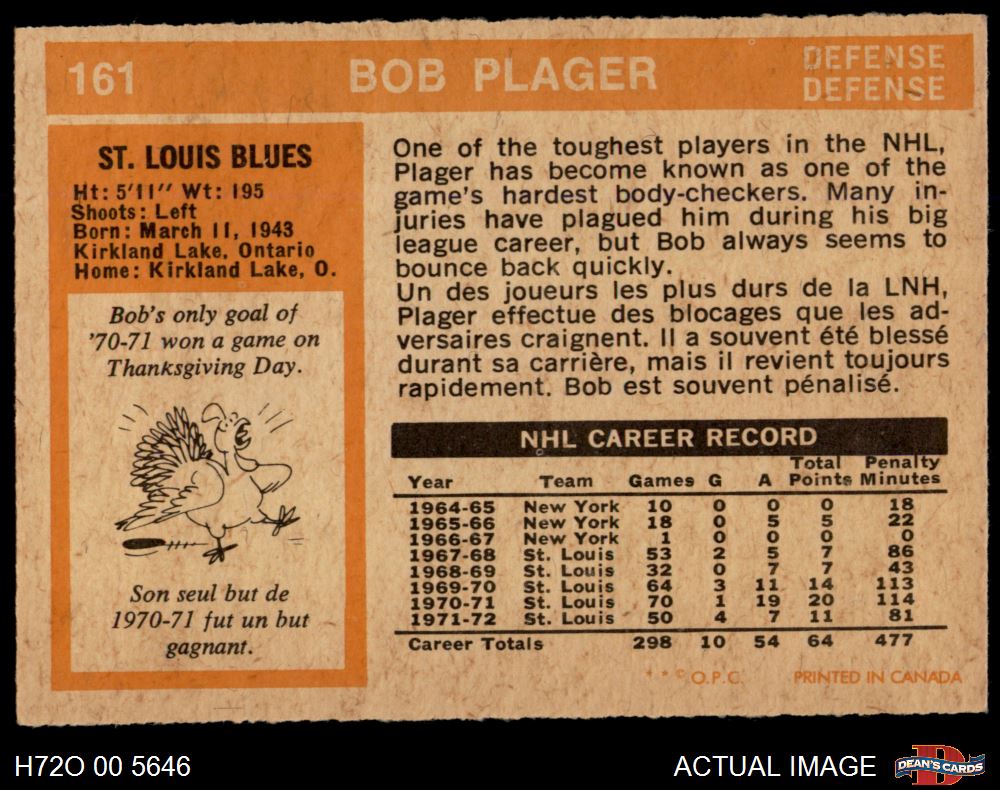 161 BOB PLAGER DEFENSE
DEFENSE
ST. LOUIS BLUES
Ht: 5'11" Wt: 195
Shoots: Left
Born: March 11, 1943
Kirkland Lake, Ontario
Home: Kirkland Lake, O.
Bob's only goal of
'70-71 won a game on
Thanksgiving Day.
Son seul but de
1970-71 fut un but
gagnant.
One of the toughest players in the NHL,
Plager has become known as one of the
game's hardest body-checkers. Many in-
juries have plagued him during his big
league career, but Bob always seems to
bounce back quickly.
Un des joueurs les plus durs de la LNH,
Plager effectue des blocages que les ad-
versaires craignent. Il a souvent été blessé
durant sa carrière, mais il revient toujours
rapidement. Bob est souvent pénalisé.
NHL CAREER RECORD
Total Penalty
Year Team Games G A Points Minutes
1964-65 New York 10 0 0 0 18
1965-66 New York 18 0 5 5 22
1966-67 New York 1 0 0 0 0
1967-68 St. Louis 53 2 5 7 86
1968-69 St. Louis 32 0 7 7 43
1969-70 St. Louis 64 3 11 14 113
1970-71 St. Louis 70 1 19 20 114
1971-72 St. Louis 50 4 7 11 81
Career Totals 298 10 54 64 477
* * © O.P.C. PRINTED IN CANADA
H72O 00 5646 ACTUAL IMAGE D DEAN'S CARDS